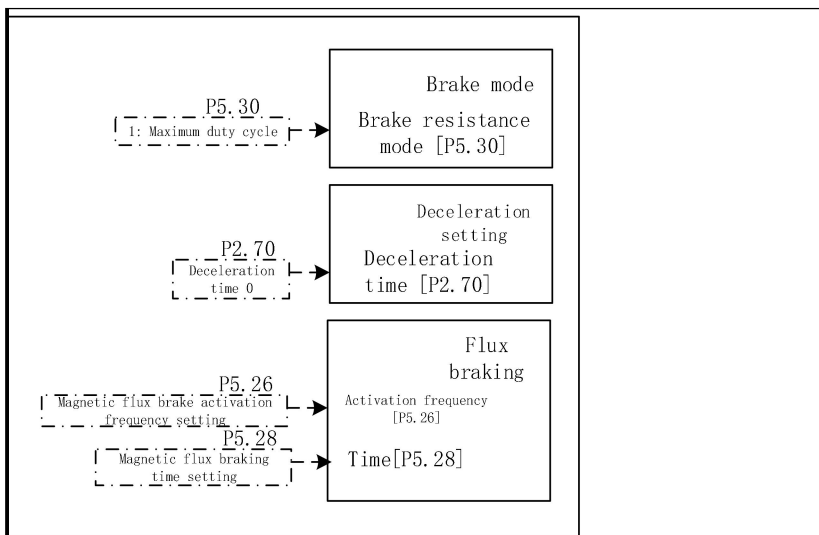 P5.30
1: Maximum duty cycle
Brake mode
Brake resistance
mode [P5.30]
P2.70
Deceleration
time 0
Deceleration
setting
Deceleration
time [P2.70]
P5.26
Magnetic flux brake activation
frequency setting
P5.28
Magnetic flux braking
time setting
Flux
braking
Activation frequency
[P5.26]
Time[P5.28]